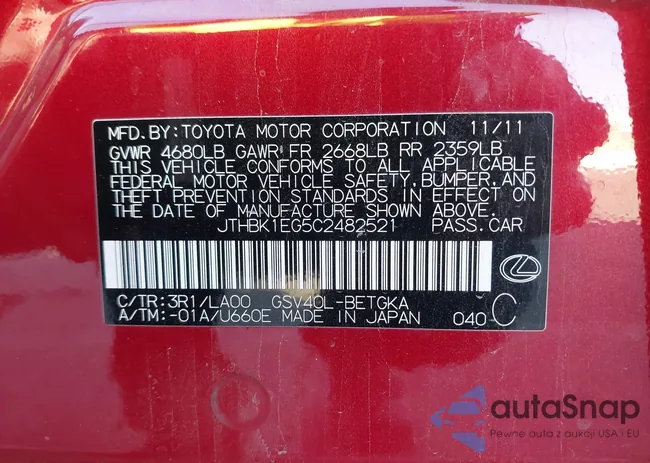 MFD.BY:TOYOTA MOTOR CORPORATION 11/11
GVWR 4680LB GAWR FR 2668LB RR 2359LB
THIS VEHICLE CONFORMS TO ALL APPLICABLE
FEDERAL MOTOR VEHICLE SAFETY,BUMPER,AND
THEFT PREVENTION STANDARDS IN EFFECT ON
THE DATE OF MANUFACTURE SHOWN ABOVE.
JTHBK1EG5C2482521 PASS.CAR
C/TR:3R1/LA00 GSV40L-BETGKA
A/TM:-01A/U660E MADE IN JAPAN 040 C
autaSnap
Pewne auta z aukcji USA i EU